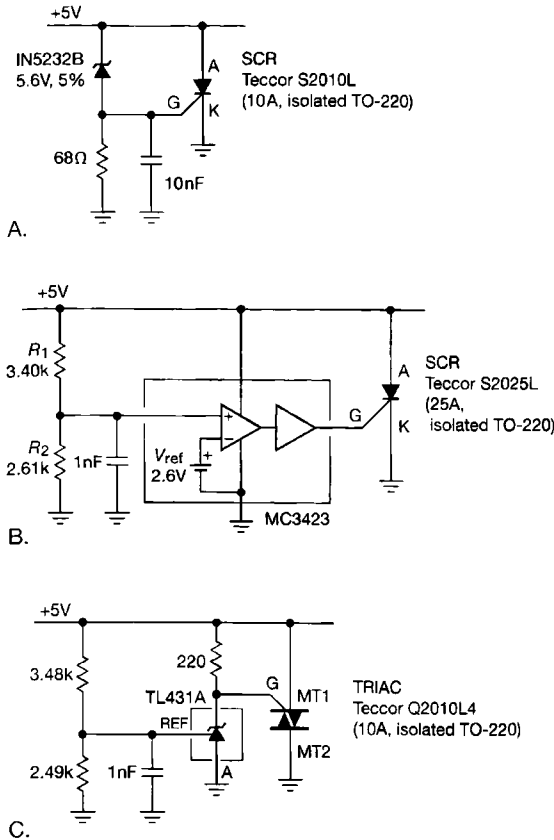 +5V
IN5232B
5.6V, 5%
A
G
K
SCR
Teccor S2010L
(10A, isolated TO-220)
68Ω
10nF
A.
+5V
R1
3.40k
R2
2.61k
1nF
+
−
+
Vref
2.6V
MC3423
A
G
K
SCR
Teccor S2025L
(25A,
isolated TO-220)
B.
+5V
3.48k
220
TL431A
REF
A
G
MT1
MT2
TRIAC
Teccor Q2010L4
(10A, isolated TO-220)
2.49k
1nF
C.